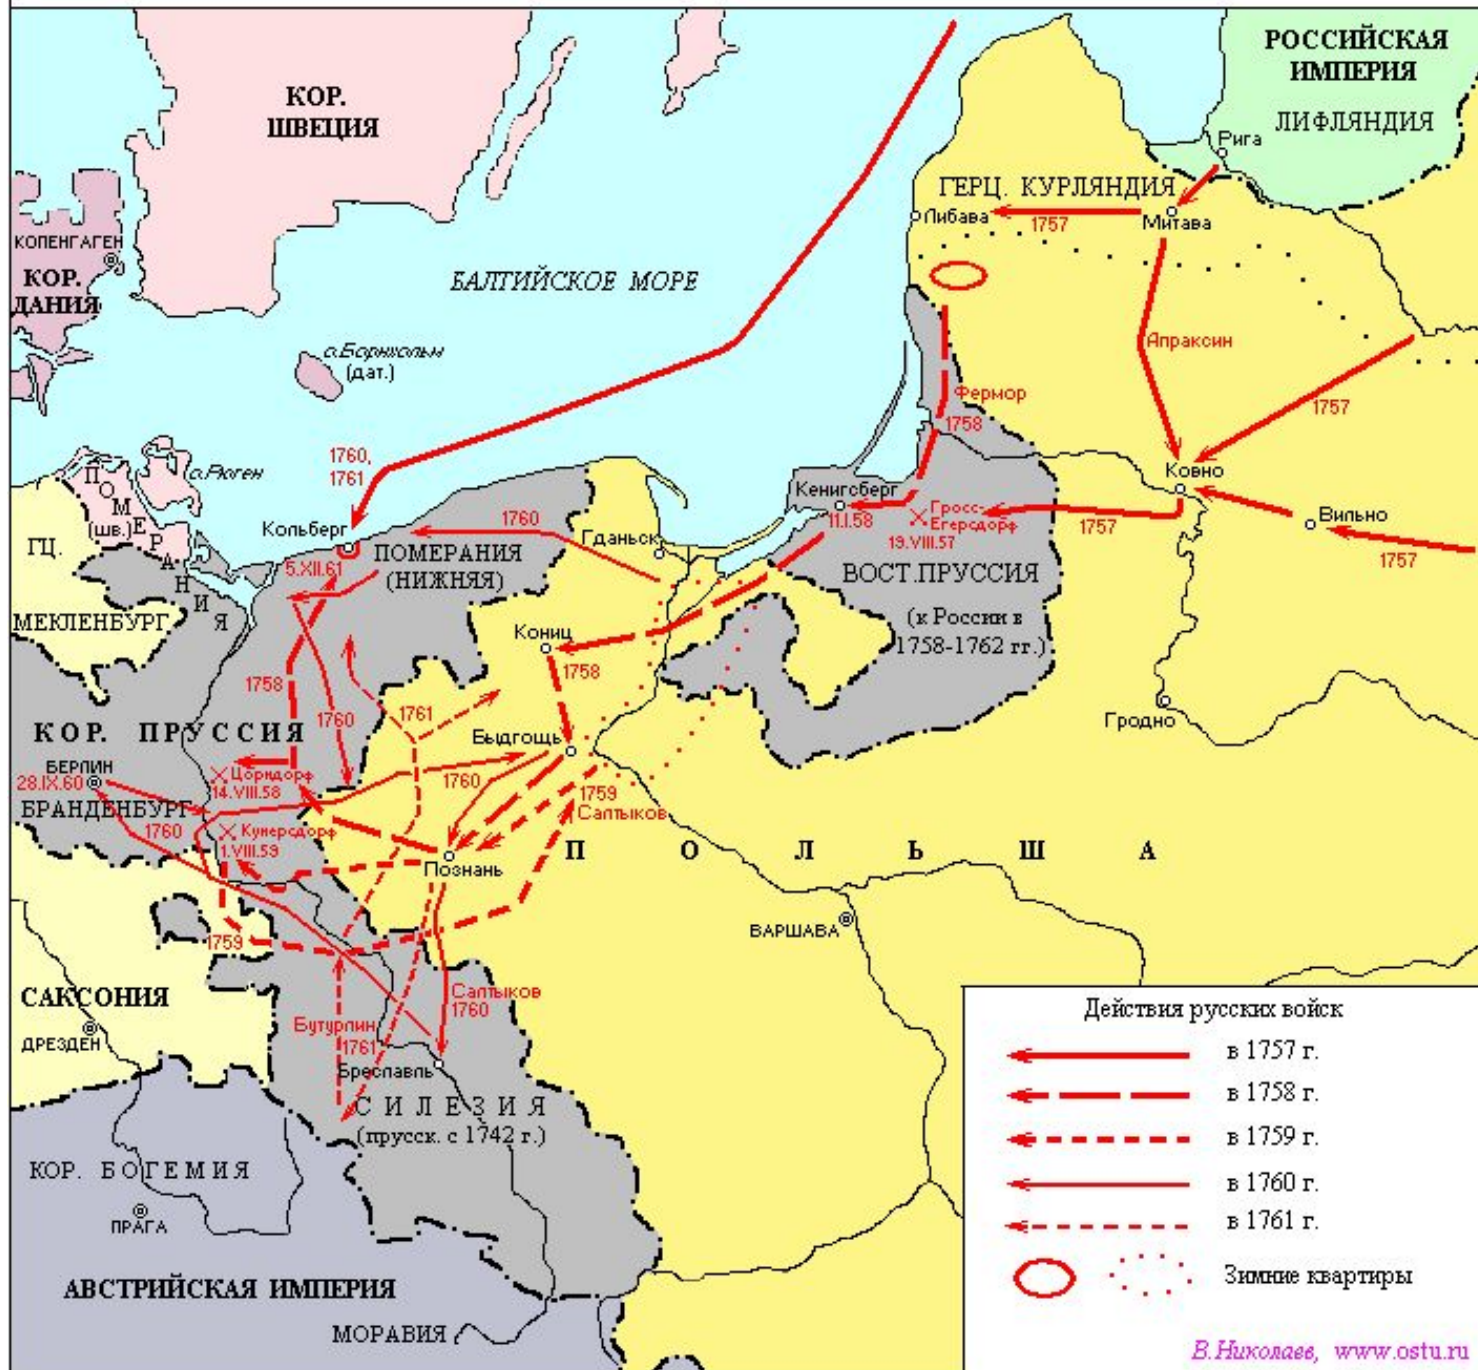 РОССИЙСКАЯ
ИМПЕРИЯ
ЛИФЛЯНДИЯ
Рига
КОР.
ШВЕЦИЯ
ГЕРЦ. КУРЛЯНДИЯ
Либава
1757
Митава
КОПЕНГАГЕН
КОР.
ДАНИЯ
БАЛТИЙСКОЕ МОРЕ
Апраксин
о.Борнхольм
(дат.)
Фермор
1758
1757
1760,
1761
о.Рюген
ПОМЕРАНИЯ
(шв.)
Ковно
Кенигсберг
11.I.58
Гросс-
Егерсдорф
19.VIII.57
1757
Вильно
1757
Кольберг
5.XII.61
1760
Гданьск
ПОМЕРАНИЯ
(НИЖНЯЯ)
ВОСТ.ПРУССИЯ
(к России в
1758-1762 гг.)
ГЦ.
МЕКЛЕНБУРГ
Кониц
1758
1758
1760
1761
Гродно
КОР. ПРУССИЯ
Быдгощь
БЕРЛИН
28.IX.60
Цорндорф
14.VIII.58
1760
1759
Салтыков
БРАНДЕНБУРГ
1760
Кунерсдорф
1.VIII.59
ПОЛЬША
Познань
ВАРШАВА
1759
САКСОНИЯ
ДРЕЗДЕН
Салтыков
1760
Бутурлин
1761
Бреславль
СИЛЕЗИЯ
(прусск. с 1742 г.)
КОР. БОГЕМИЯ
ПРАГА
АВСТРИЙСКАЯ ИМПЕРИЯ
МОРАВИЯ
Действия русских войск
в 1757 г.
в 1758 г.
в 1759 г.
в 1760 г.
в 1761 г.
Зимние квартиры
В.Николаев, www.ostu.ru